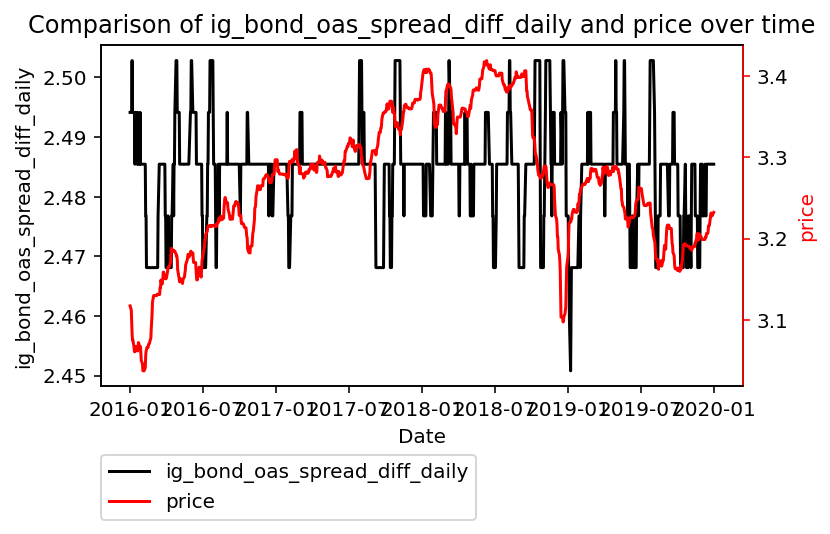 Comparison of ig_bond_oas_spread_diff_daily and price over time
ig_bond_oas_spread_diff_daily
2.50
2.49
2.48
2.47
2.46
2.45
3.4
3.3
3.2
3.1
price
2016-01 2016-07 2017-01 2017-07 2018-01 2018-07 2019-01 2019-07 2020-01
Date
ig_bond_oas_spread_diff_daily
price